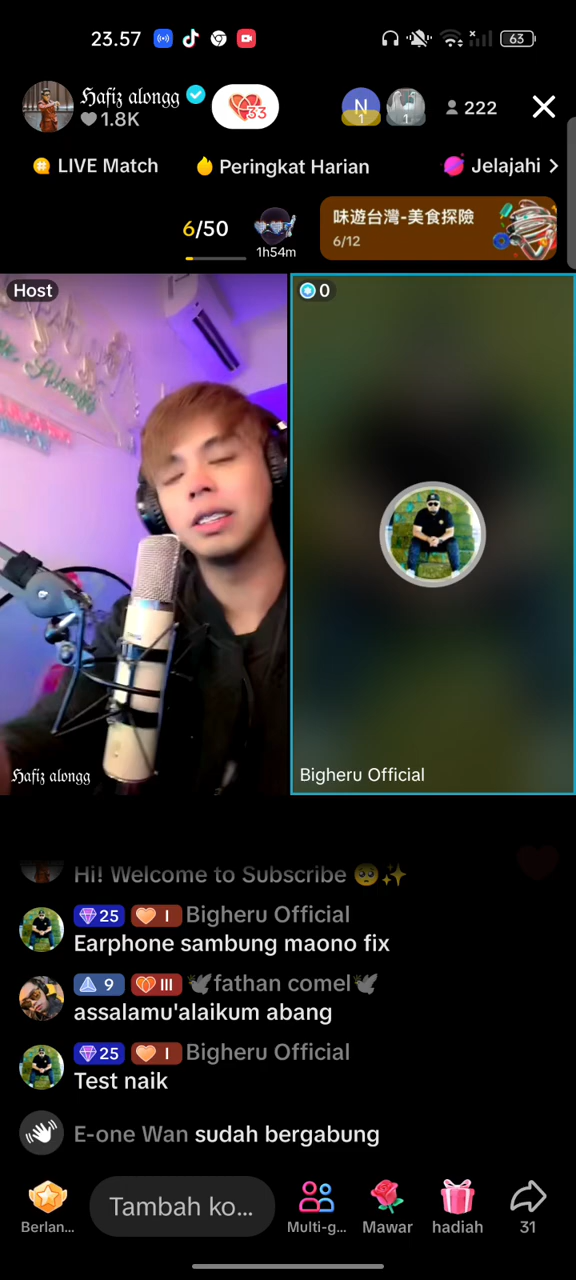 23.57
63
ℌafiz alongg
1.8K
33
N
1
1
222
LIVE Match
Peringkat Harian
Jelajahi
6/50
1h54m
味遊台灣-美食探險
6/12
Host
0
ℌafiz alongg
Bigheru Official
Hi! Welcome to Subscribe 🥺✨
25 I Bigheru Official
Earphone sambung maono fix
9 III 🕊️fathan comel🕊️
assalamu'alaikum abang
25 I Bigheru Official
Test naik
E-one Wan sudah bergabung
Tambah ko...
Berlan...
Multi-g...
Mawar
hadiah
31